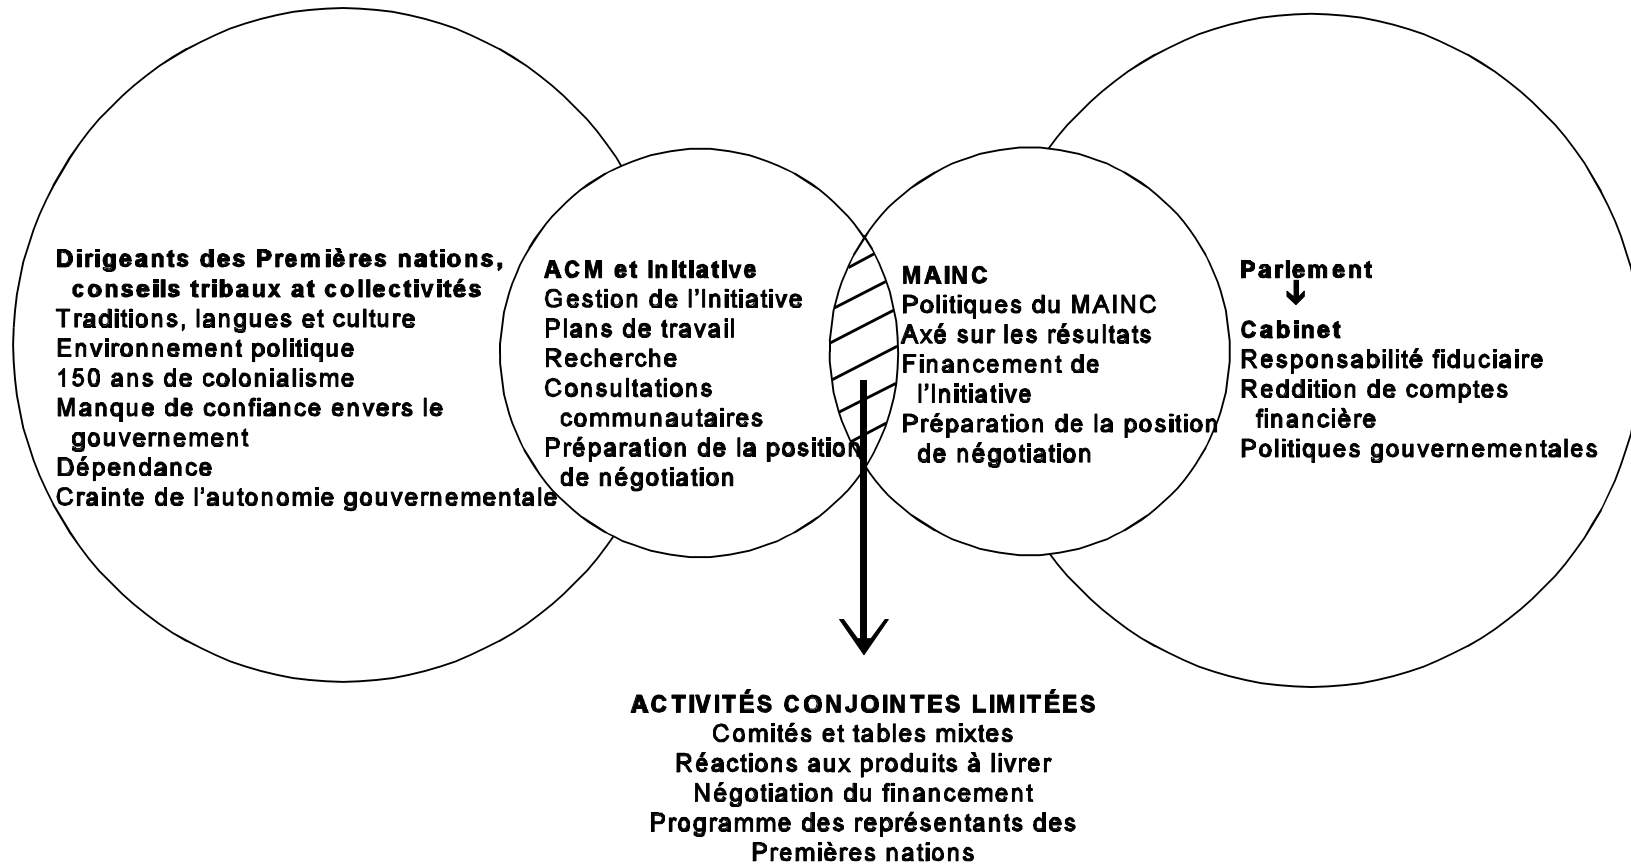 Dirigeants des Premières nations,
conseils tribaux at collectivités
Traditions, langues et culture
Environnement politique
150 ans de colonialisme
Manque de confiance envers le
gouvernement
Dépendance
Crainte de l'autonomie gouvernementale
ACM et Initiative
Gestion de l'Initiative
Plans de travail
Recherche
Consultations
communautaires
Préparation de la position
de négotiation
MAINC
Politiques du MAINC
Axé sur les résultats
Financement de
l'Initiative
Préparation de la position
de négotiation
Parlement
Cabinet
Responsabilité fiduciaire
Reddition de comptes
financière
Politiques gouvernementales
ACTIVITÉS CONJOINTES LIMITÉES
Comités et tables mixtes
Réactions aux produits à livrer
Négotiation du financement
Programme des représentants des
Premières nations